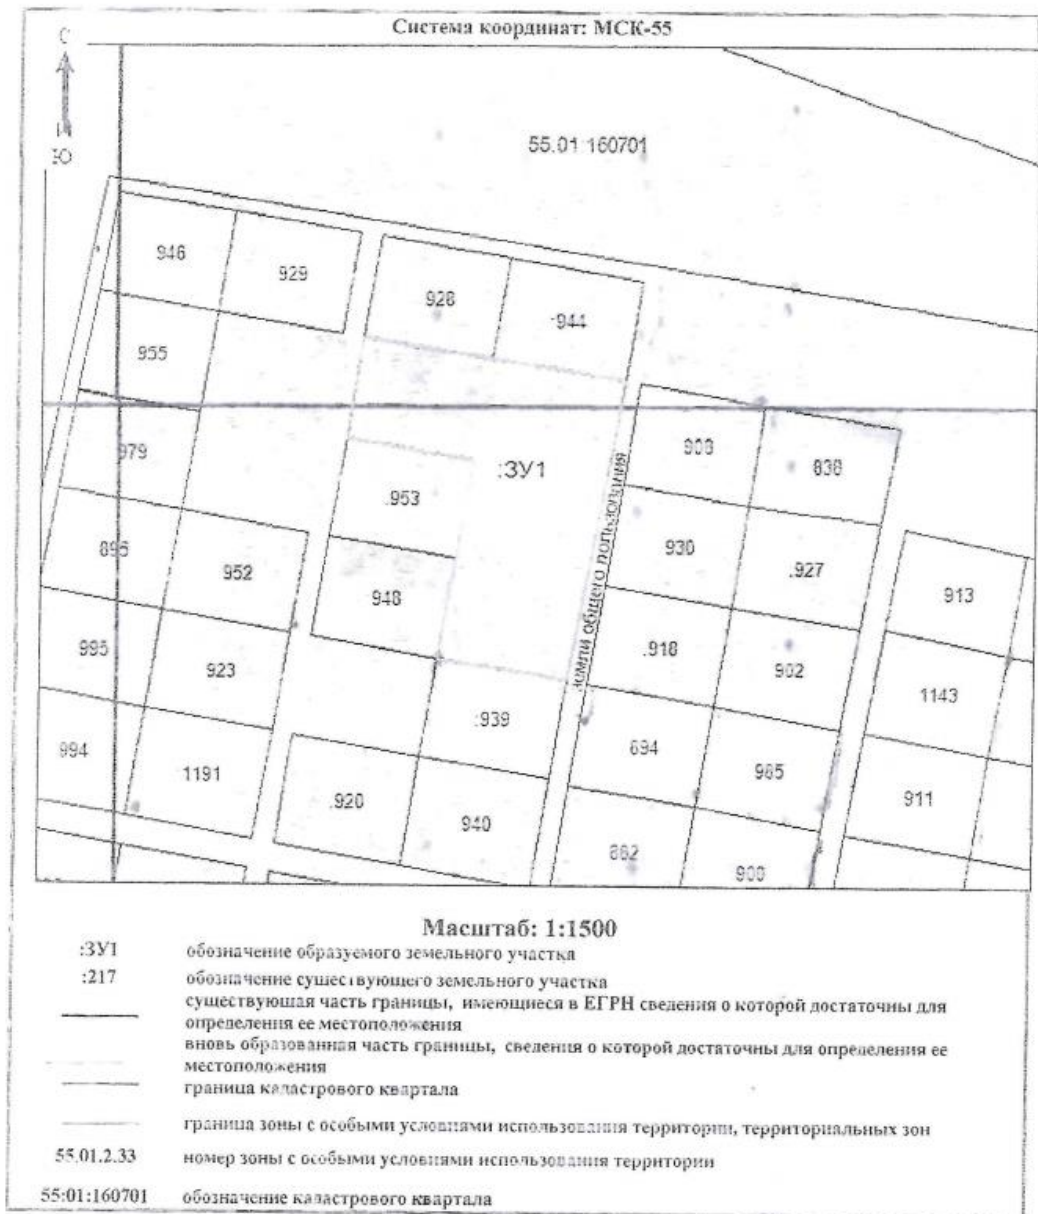 Система координат: МСК-55
С
Ю
55.01 160701
946
929
928
:944
955
979
:ЗУ1
908
838
.953
895
952
948
930
.927
913
995
923
.918
902
1143
:939
994
1191
694
985
911
.920
940
862
900
земли общего пользования
Масштаб: 1:1500
:ЗУ1 обозначение образуемого земельного участка
:217 обозначение существующего земельного участка
существующая часть границы, имеющиеся в ЕГРН сведения о которой достаточны для
определения ее местоположения
вновь образованная часть границы, сведения о которой достаточны для определения ее
местоположения
граница кадастрового квартала
граница зоны с особыми условиями использования территории, территориальных зон
55.01.2.33 номер зоны с особыми условиями использования территории
55:01:160701 обозначение кадастрового квартала